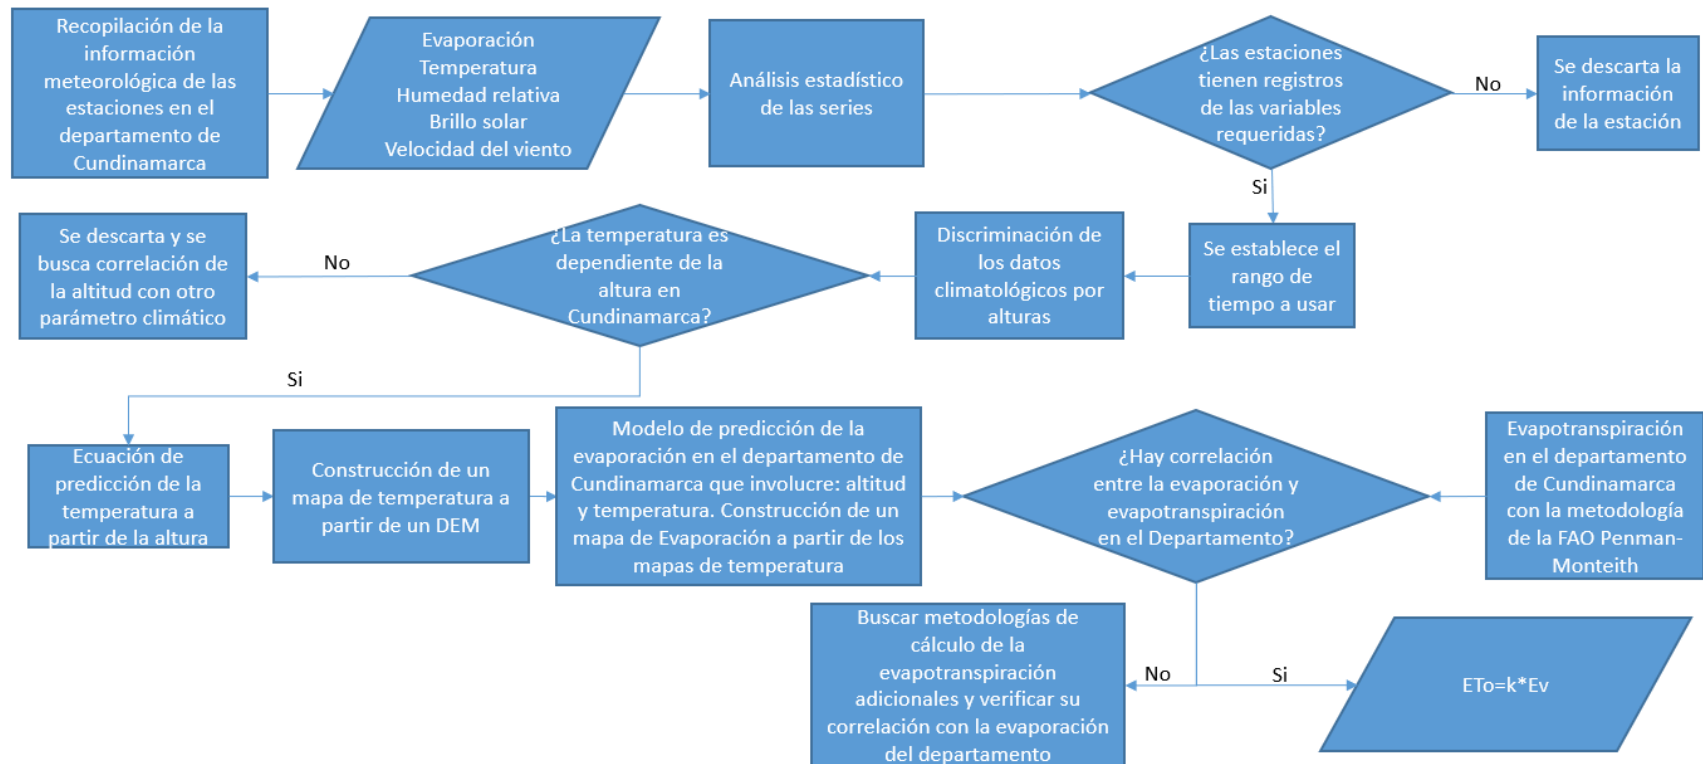 Recopilación de la
información
meteorológica de las
estaciones en el
departamento de
Cundinamarca
Evaporación
Temperatura
Humedad relativa
Brillo solar
Velocidad del viento
Análisis estadístico
de las series
¿Las estaciones
tienen registros
de las variables
requeridas?
No
Se descarta la
información
de la estación
Si
Se establece el
rango de
tiempo a usar
Discriminación de
los datos
climatológicos por
alturas
¿La temperatura es
dependiente de la
altura en
Cundinamarca?
No
Se descarta y se
busca correlación de
la altitud con otro
parámetro climático
Si
Ecuación de
predicción de la
temperatura a
partir de la altura
Construcción de un
mapa de temperatura a
partir de un DEM
Modelo de predicción de la
evaporación en el departamento de
Cundinamarca que involucre: altitud
y temperatura. Construcción de un
mapa de Evaporación a partir de los
mapas de temperatura
¿Hay correlación
entre la evaporación y
evapotranspiración
en el Departamento?
Evapotranspiración
en el departamento
de Cundinamarca
con la metodología
de la FAO Penman-
Monteith
No
Buscar metodologías de
cálculo de la
evapotranspiración
adicionales y verificar su
correlación con la evaporación
del departamento
Si
ETo=k*Ev